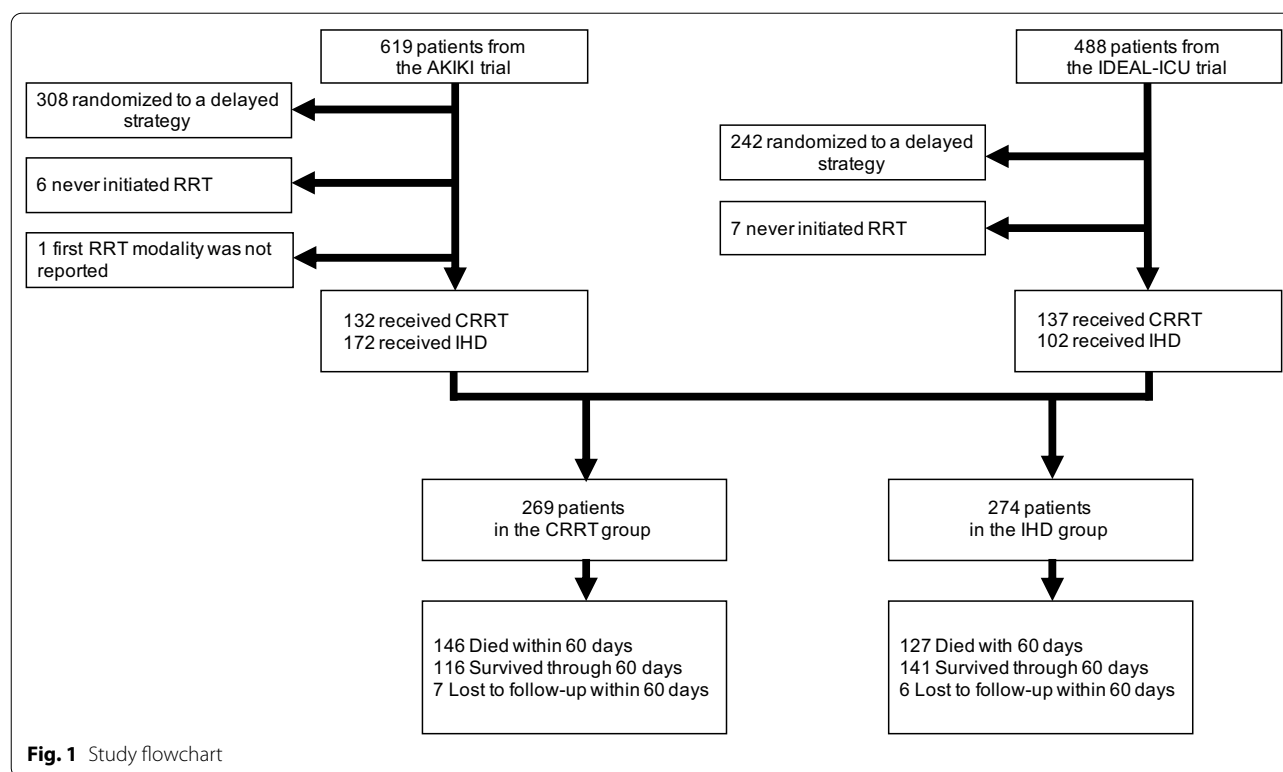 619 patients from
the AKIKI trial
488 patients from
the IDEAL-ICU trial
308 randomized to a delayed
strategy
242 randomized to a delayed
strategy
6 never initiated RRT
7 never initiated RRT
1 first RRT modality was not
reported
132 received CRRT
172 received IHD
137 received CRRT
102 received IHD
269 patients
in the CRRT group
274 patients
in the IHD group
146 Died within 60 days
116 Survived through 60 days
7 Lost to follow-up within 60 days
127 Died with 60 days
141 Survived through 60 days
6 Lost to follow-up within 60 days
Fig. 1 Study flowchart